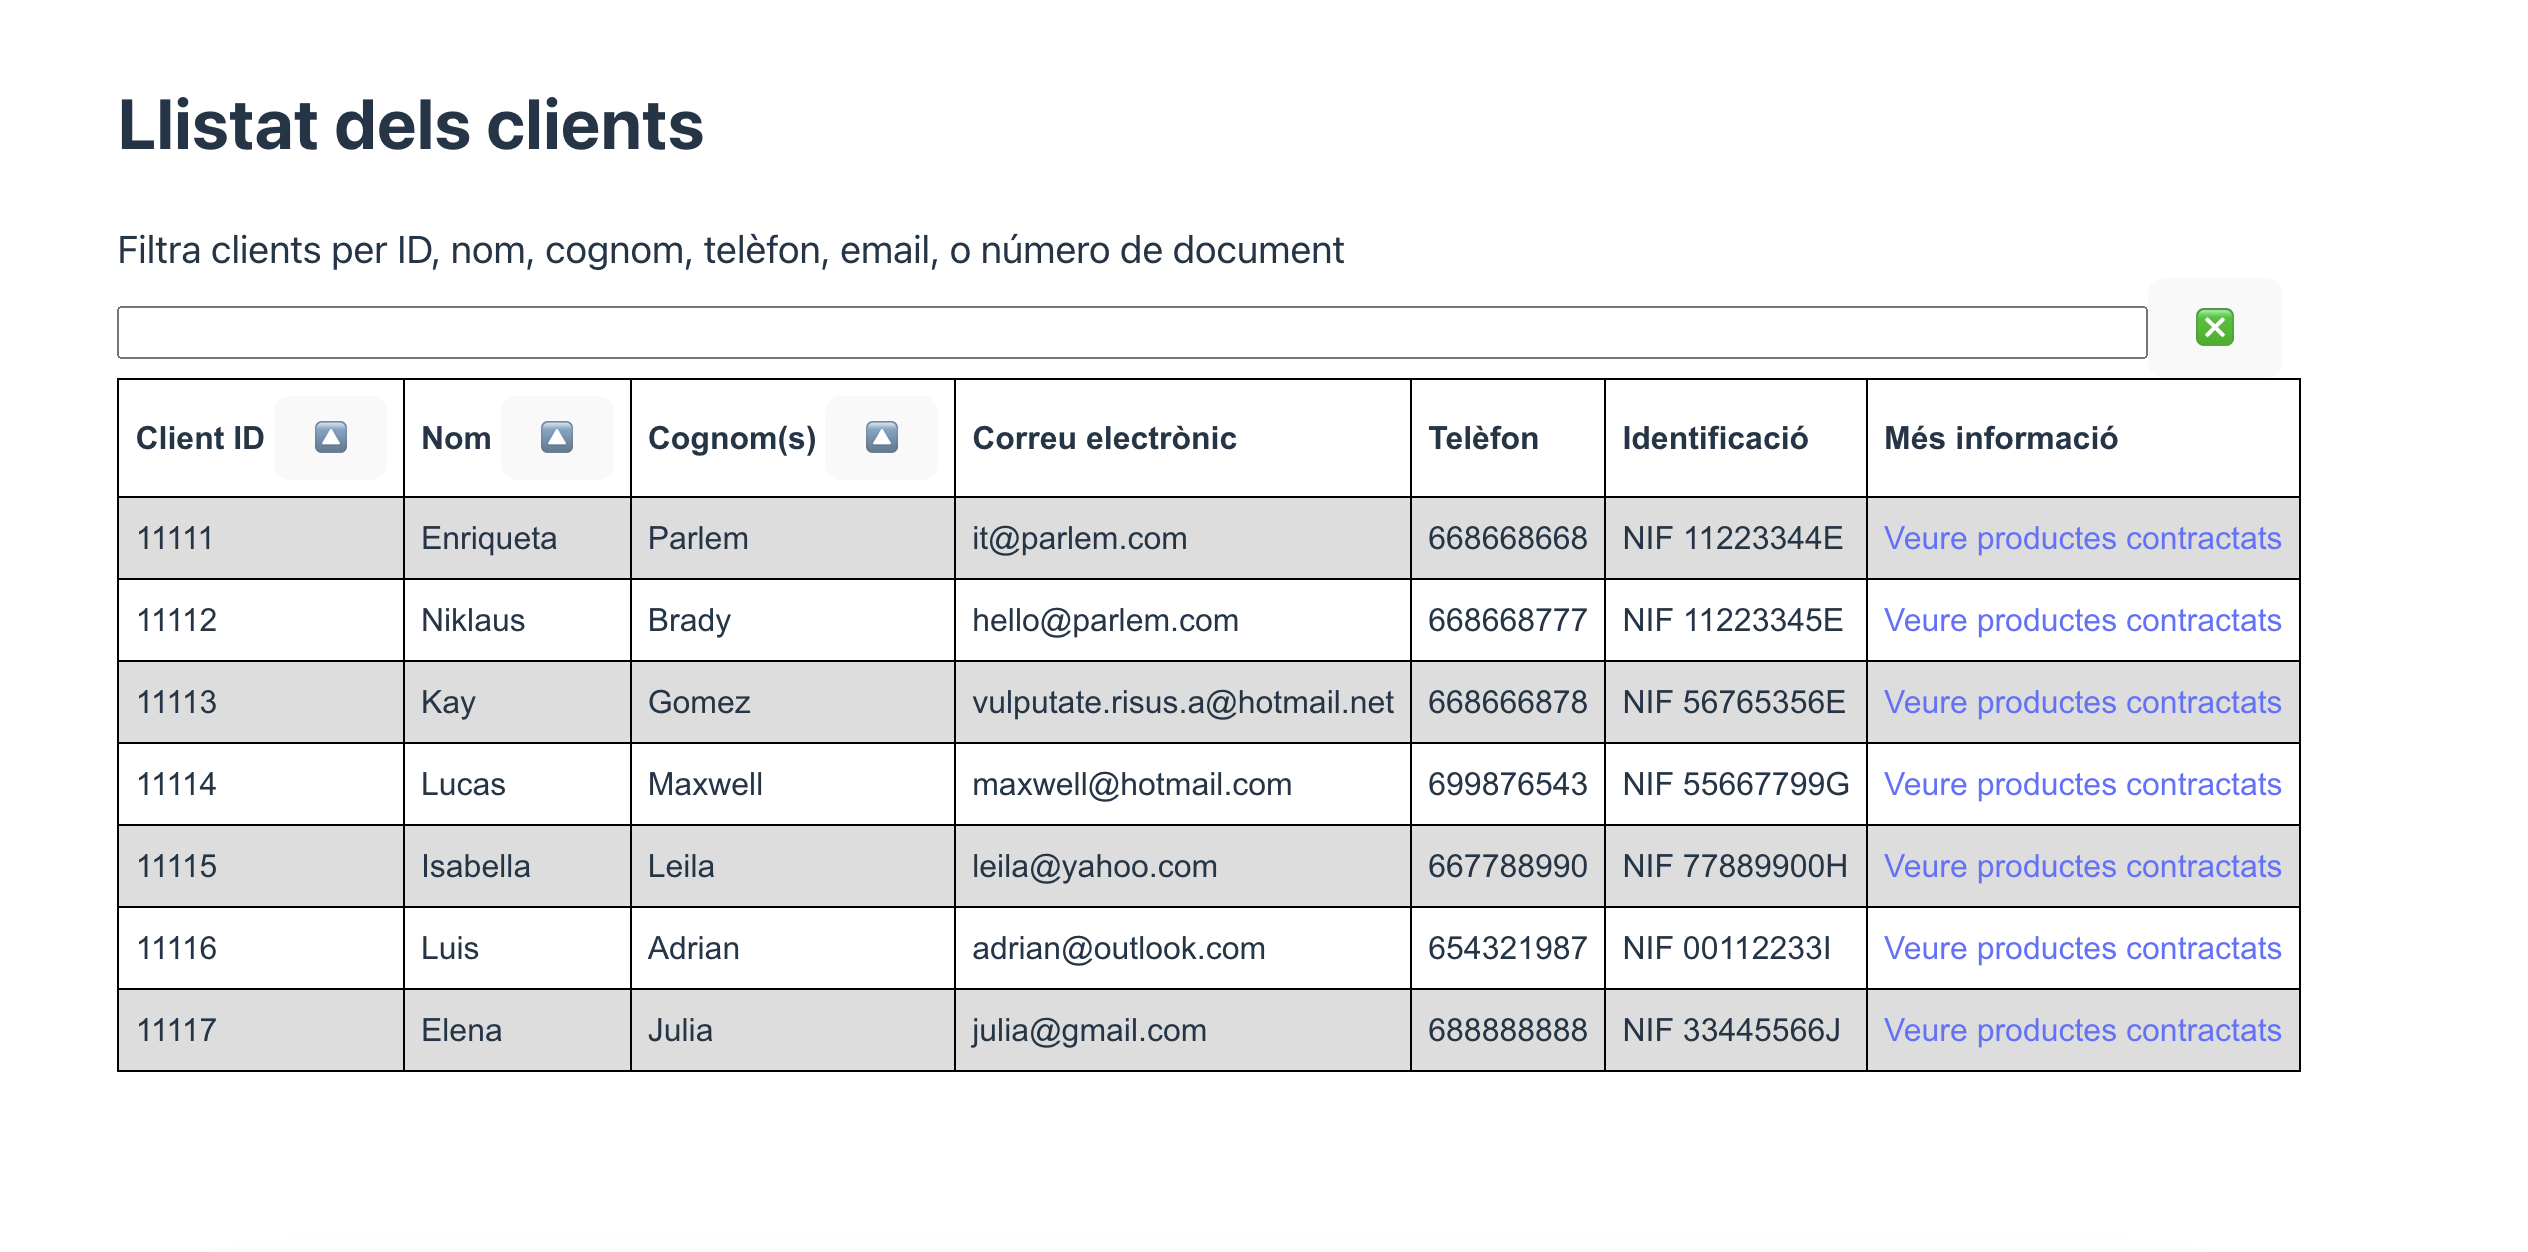 Llistat dels clients
Filtra clients per ID, nom, cognom, telèfon, email, o número de document
Client ID Nom Cognom(s) Correu electrònic Telèfon Identificació Més informació
11111 Enriqueta Parlem it@parlem.com 668668668 NIF 11223344E Veure productes contractats
11112 Niklaus Brady hello@parlem.com 668668777 NIF 11223345E Veure productes contractats
11113 Kay Gomez vulputate.risus.a@hotmail.net 668666878 NIF 56765356E Veure productes contractats
11114 Lucas Maxwell maxwell@hotmail.com 699876543 NIF 55667799G Veure productes contractats
11115 Isabella Leila leila@yahoo.com 667788990 NIF 77889900H Veure productes contractats
11116 Luis Adrian adrian@outlook.com 654321987 NIF 00112233I Veure productes contractats
11117 Elena Julia julia@gmail.com 688888888 NIF 33445566J Veure productes contractats